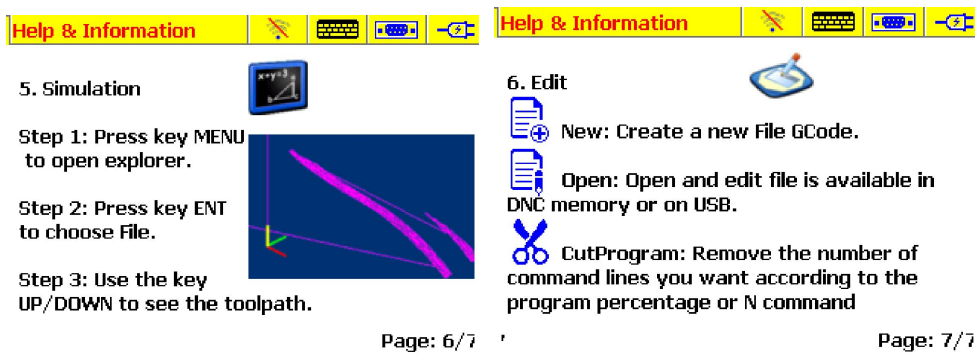 Help & Information
5. Simulation
x+y=3
Step 1: Press key MENU
to open explorer.
Step 2: Press key ENT
to choose File.
Step 3: Use the key
UP/DOWN to see the toolpath.
Page: 6/7
Help & Information
6. Edit
New: Create a new File GCode.
Open: Open and edit file is available in
DNC memory or on USB.
CutProgram: Remove the number of
command lines you want according to the
program percentage or N command
Page: 7/7